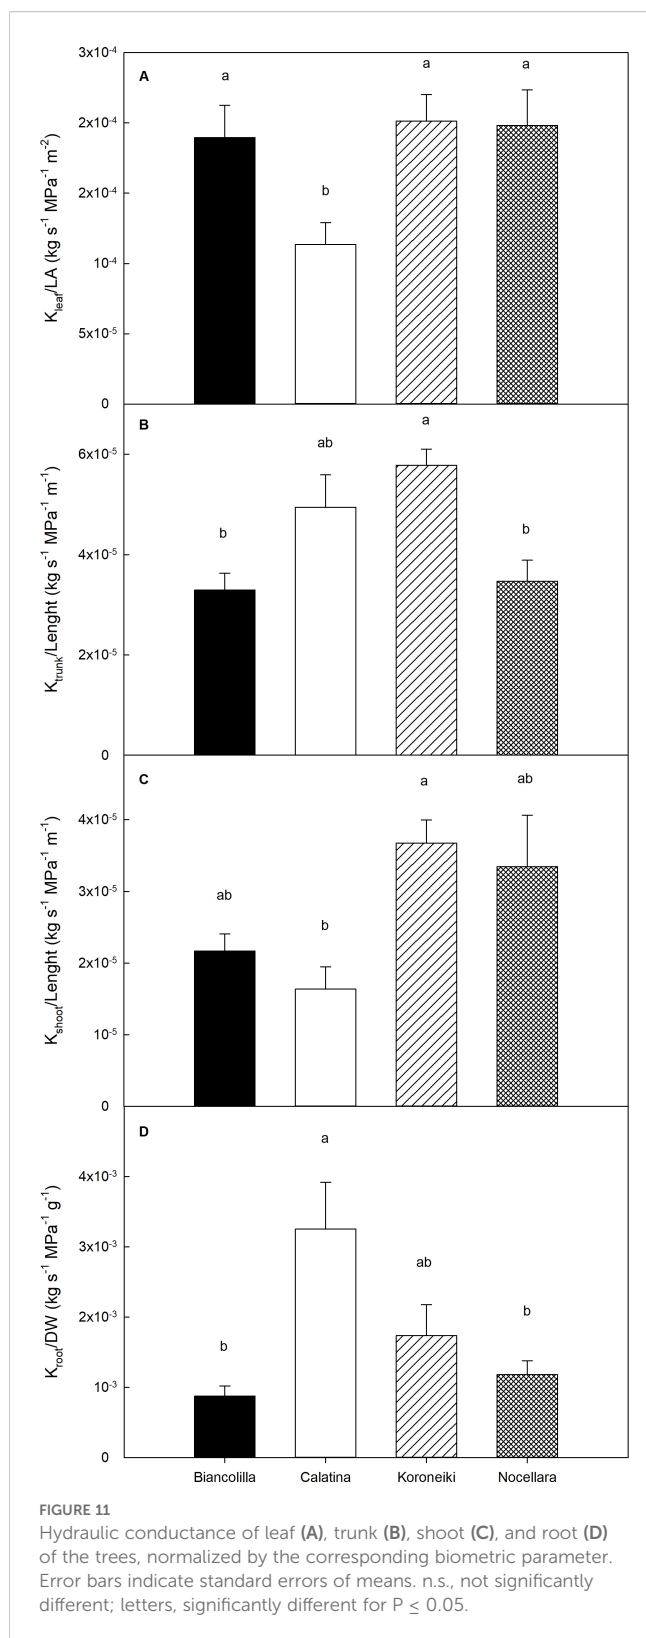 3x10⁻⁴
A
a
a
a
2x10⁻⁴
b
2x10⁻⁴
10⁻⁴
5x10⁻⁵
0
K_leaf/LA (kg s⁻¹ MPa⁻¹ m⁻²)
B
a
6x10⁻⁵
ab
b
b
4x10⁻⁵
2x10⁻⁵
0
K_trunk/Lenght (kg s⁻¹ MPa⁻¹ m⁻¹)
C
a
ab
4x10⁻⁵
3x10⁻⁵
ab
b
2x10⁻⁵
10⁻⁵
0
K_shoot/Lenght (kg s⁻¹ MPa⁻¹ m⁻¹)
D
a
4x10⁻³
3x10⁻³
ab
2x10⁻³
b
b
10⁻³
0
K_root/DW (kg s⁻¹ MPa⁻¹ g⁻¹)
Biancolilla Calatina Koroneiki Nocellara
FIGURE 11
Hydraulic conductance of leaf (A), trunk (B), shoot (C), and root (D)
of the trees, normalized by the corresponding biometric parameter.
Error bars indicate standard errors of means. n.s., not significantly
different; letters, significantly different for P ≤ 0.05.